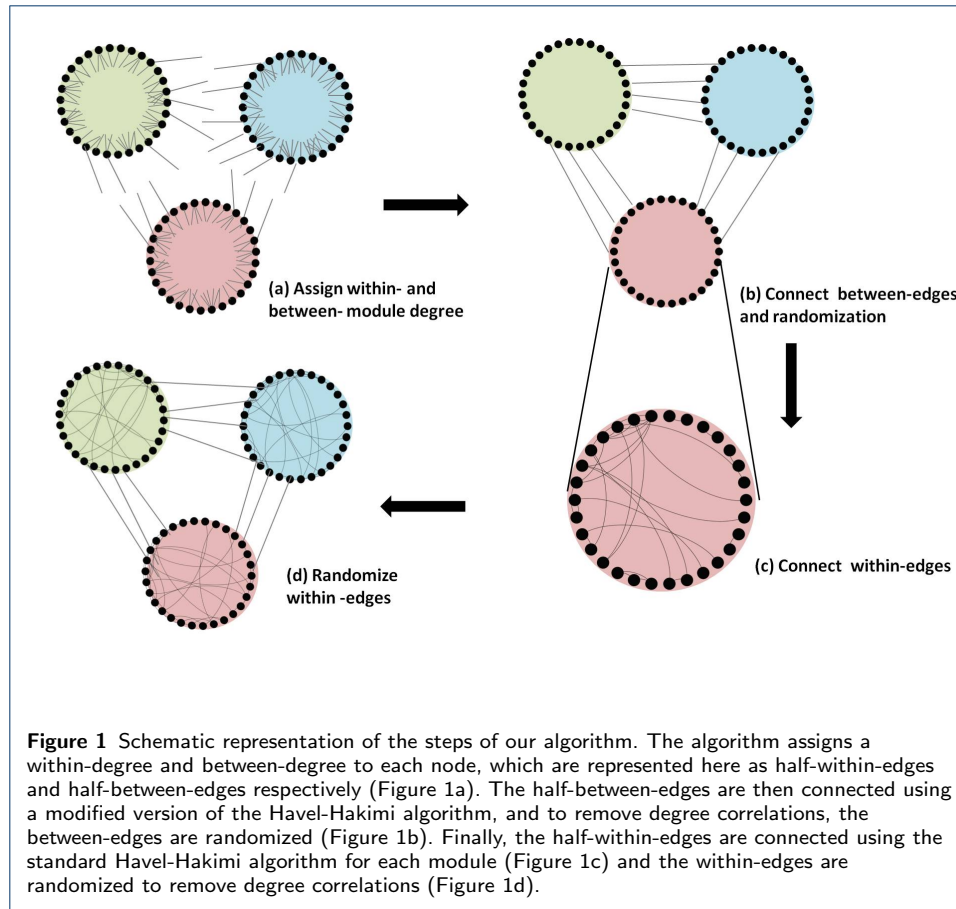 (a) Assign within- and
between- module degree
(b) Connect between-edges
and randomization
(c) Connect within-edges
(d) Randomize
within -edges
Figure 1 Schematic representation of the steps of our algorithm. The algorithm assigns a
within-degree and between-degree to each node, which are represented here as half-within-edges
and half-between-edges respectively (Figure 1a). The half-between-edges are then connected using
a modified version of the Havel-Hakimi algorithm, and to remove degree correlations, the
between-edges are randomized (Figure 1b). Finally, the half-within-edges are connected using the
standard Havel-Hakimi algorithm for each module (Figure 1c) and the within-edges are
randomized to remove degree correlations (Figure 1d).